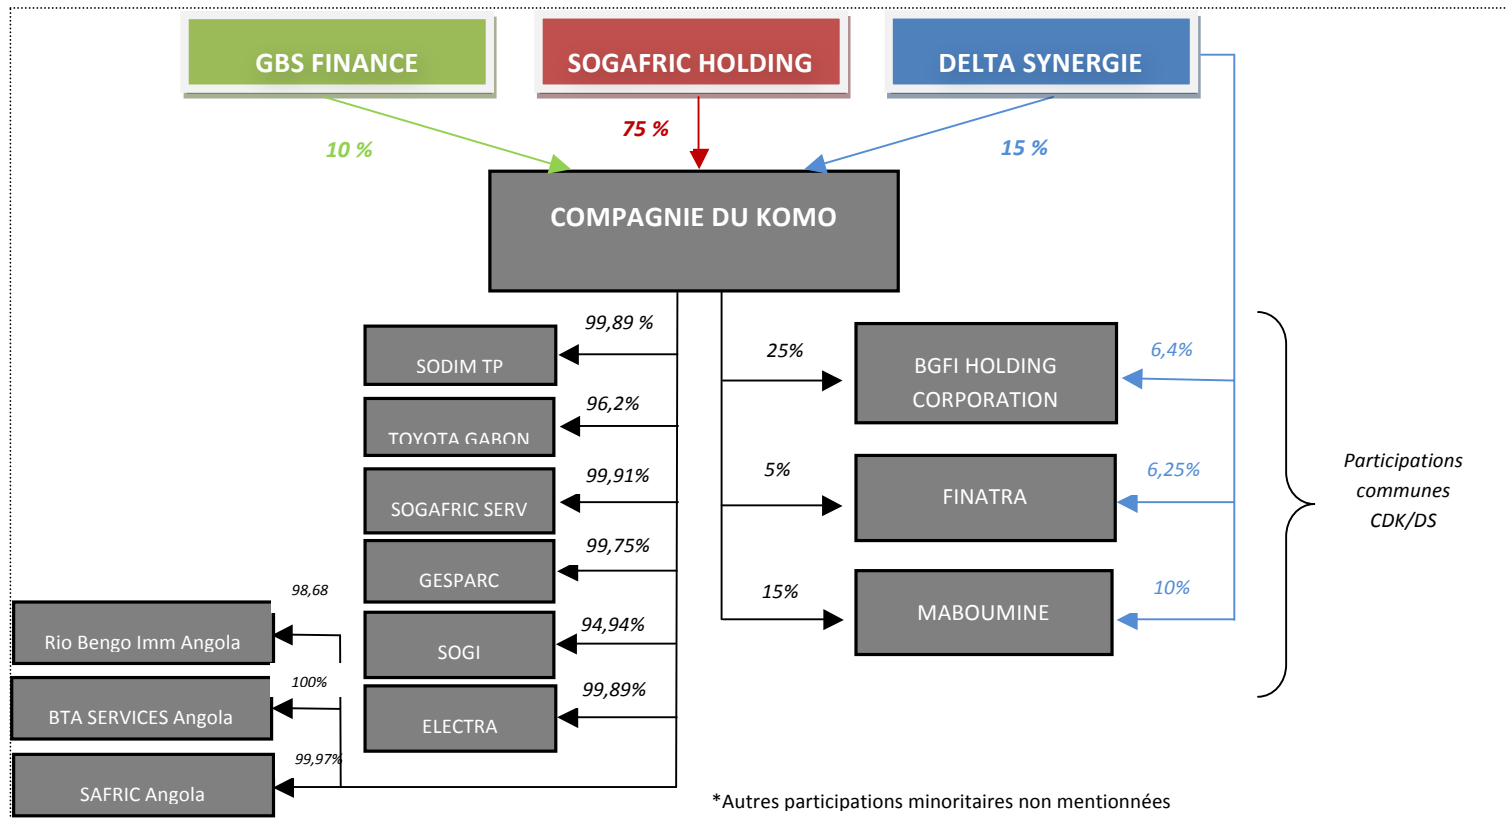 GBS FINANCE
SOGAFRIC HOLDING
DELTA SYNERGIE
10 %
75 %
15 %
COMPAGNIE DU KOMO
99,89 %
SODIM TP
96,2%
TOYOTA GABON
99,91%
SOGAFRIC SERV
99,75%
GESPARC
94,94%
SOGI
99,89%
ELECTRA
98,68
Rio Bengo Imm Angola
100%
BTA SERVICES Angola
99,97%
SAFRIC Angola
25%
BGFI HOLDING
CORPORATION
6,4%
5%
FINATRA
6,25%
15%
MABOUMINE
10%
Participations
communes
CDK/DS
*Autres participations minoritaires non mentionnées